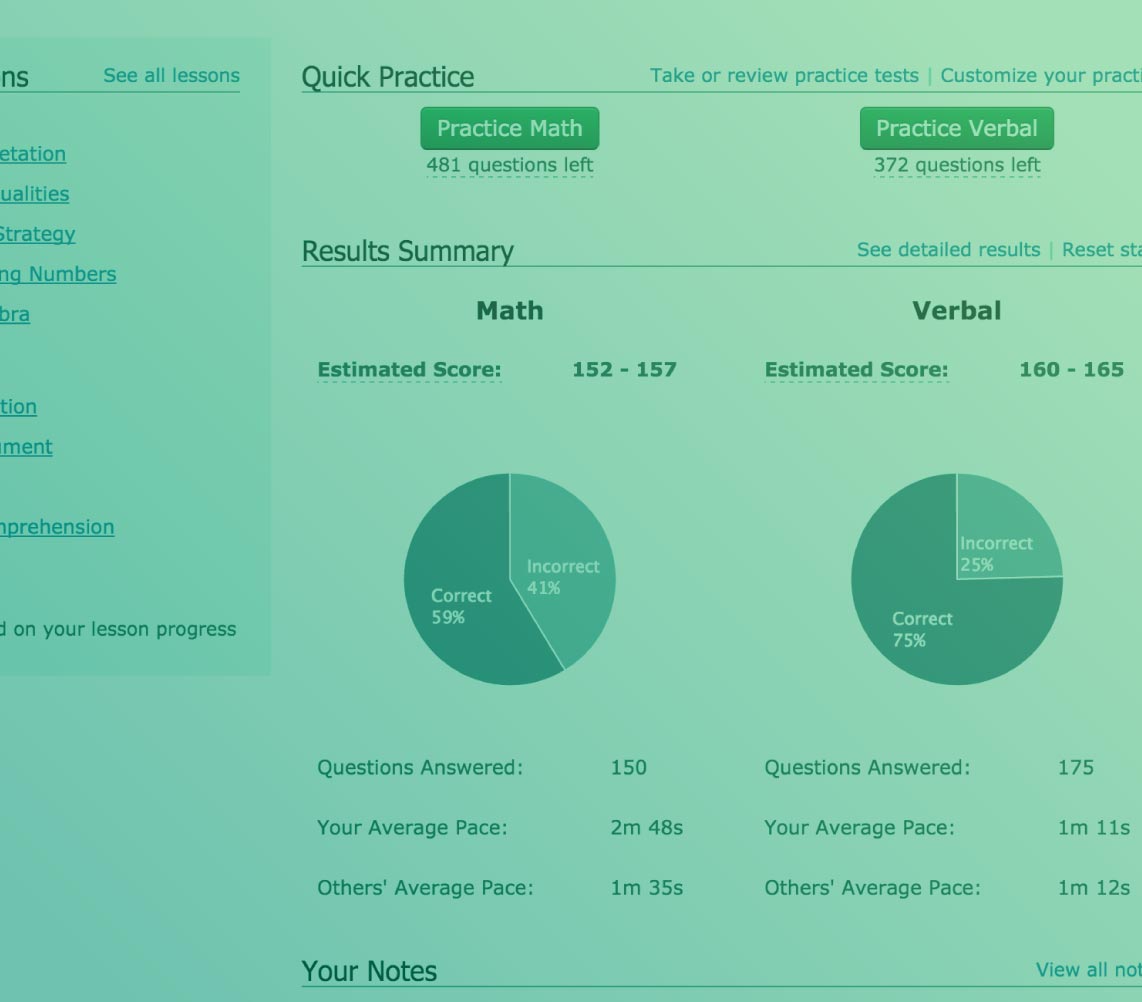 ns See all lessons
etation
ualities
Strategy
ng Numbers
bra
tion
ument
mprehension
d on your lesson progress
Quick Practice Take or review practice tests | Customize your practi
Practice Math Practice Verbal
481 questions left 372 questions left
Results Summary See detailed results | Reset sta
Math Verbal
Estimated Score: 152 - 157 Estimated Score: 160 - 165
Incorrect
41%
Correct
59%
Incorrect
25%
Correct
75%
Questions Answered: 150 Questions Answered: 175
Your Average Pace: 2m 48s Your Average Pace: 1m 11s
Others' Average Pace: 1m 35s Others' Average Pace: 1m 12s
Your Notes View all not